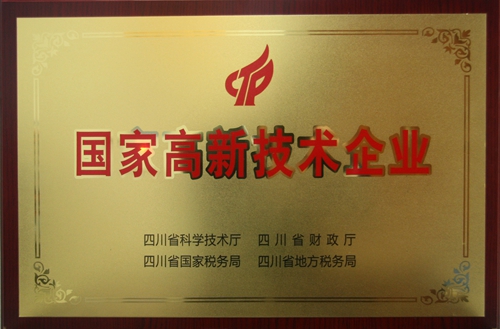 国家高新技术企业
四川省科学技术厅 四川省财政厅
四川省国家税务局 四川省地方税务局